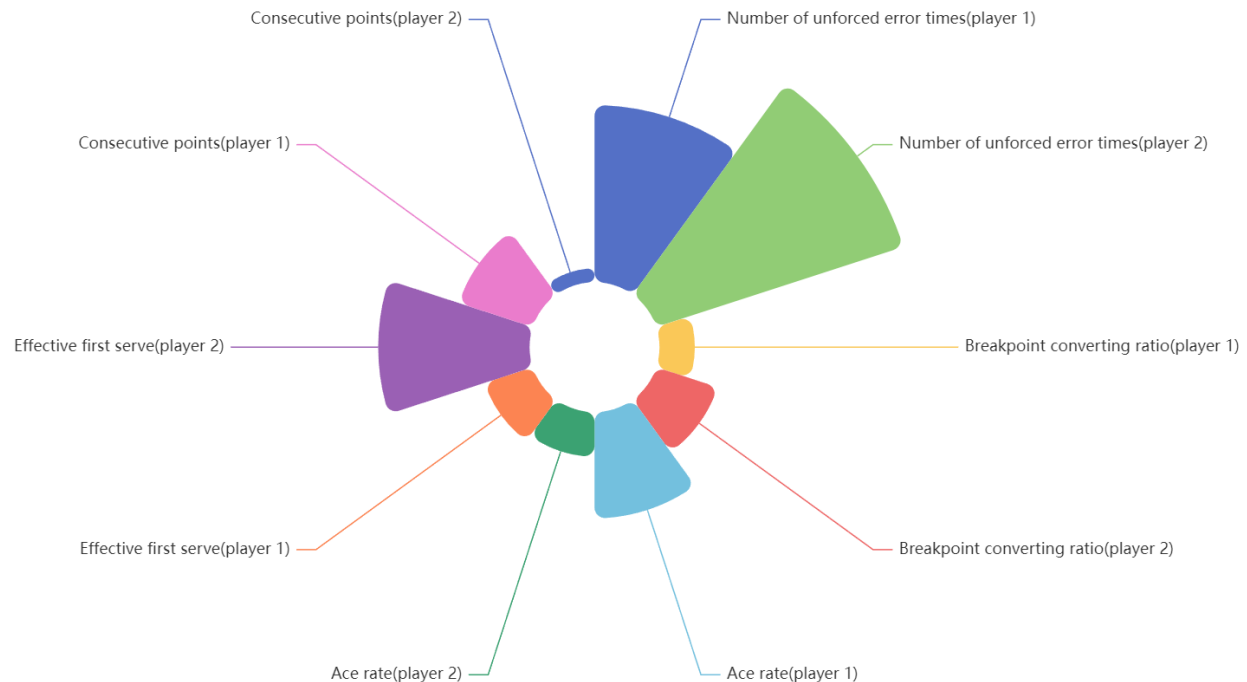 Consecutive points(player 2)
Number of unforced error times(player 1)
Consecutive points(player 1)
Number of unforced error times(player 2)
Effective first serve(player 2)
Breakpoint converting ratio(player 1)
Effective first serve(player 1)
Breakpoint converting ratio(player 2)
Ace rate(player 2)
Ace rate(player 1)